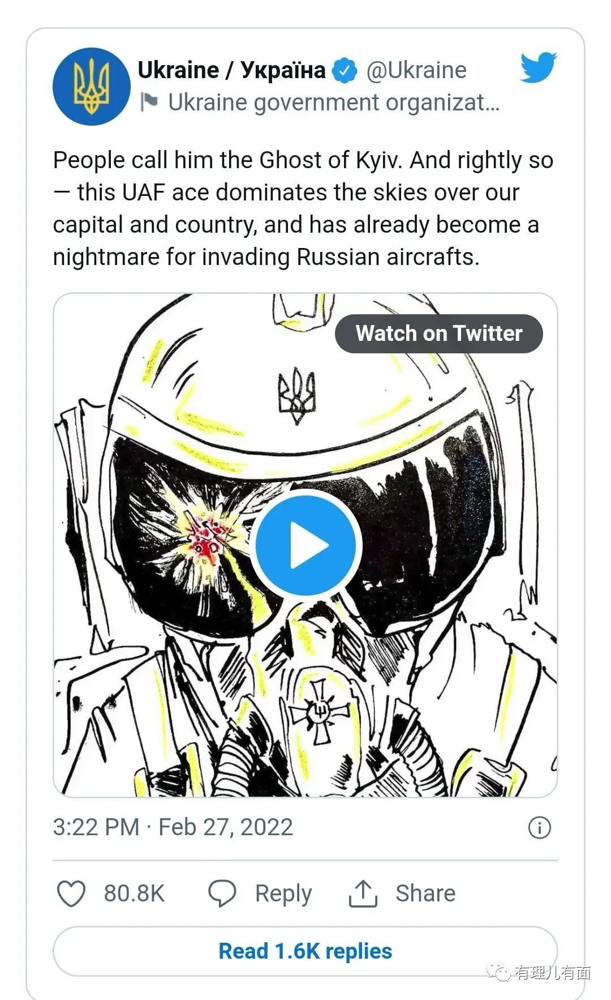 Ukraine / Україна @Ukraine
Ukraine government organizat...
People call him the Ghost of Kyiv. And rightly so
— this UAF ace dominates the skies over our
capital and country, and has already become a
nightmare for invading Russian aircrafts.
Watch on Twitter
3:22 PM · Feb 27, 2022
80.8K Reply Share
Read 1.6K replies
有理儿有面